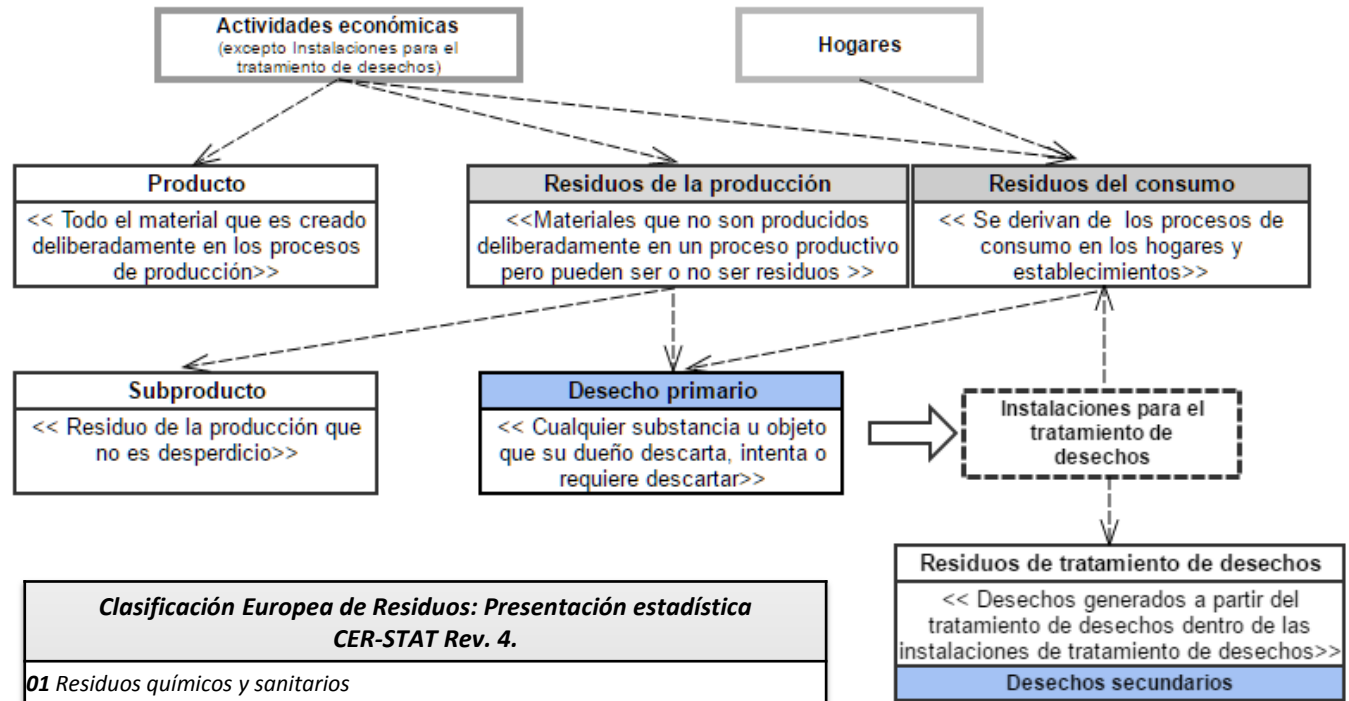 Actividades económicas
(excepto Instalaciones para el
tratamiento de desechos)
Hogares
Producto
<< Todo el material que es creado
deliberadamente en los procesos
de producción>>
Residuos de la producción
<<Materiales que no son producidos
deliberadamente en un proceso productivo
pero pueden ser o no ser residuos >>
Residuos del consumo
<< Se derivan de los procesos de
consumo en los hogares y
establecimientos>>
Subproducto
<< Residuo de la producción que
no es desperdicio>>
Desecho primario
<< Cualquier substancia u objeto
que su dueño descarta, intenta o
requiere descartar>>
Instalaciones para el
tratamiento de
desechos
Residuos de tratamiento de desechos
<< Desechos generados a partir del
tratamiento de desechos dentro de las
instalaciones de tratamiento de desechos>>
Desechos secundarios
Clasificación Europea de Residuos: Presentación estadística
CER-STAT Rev. 4.
01 Residuos químicos y sanitarios